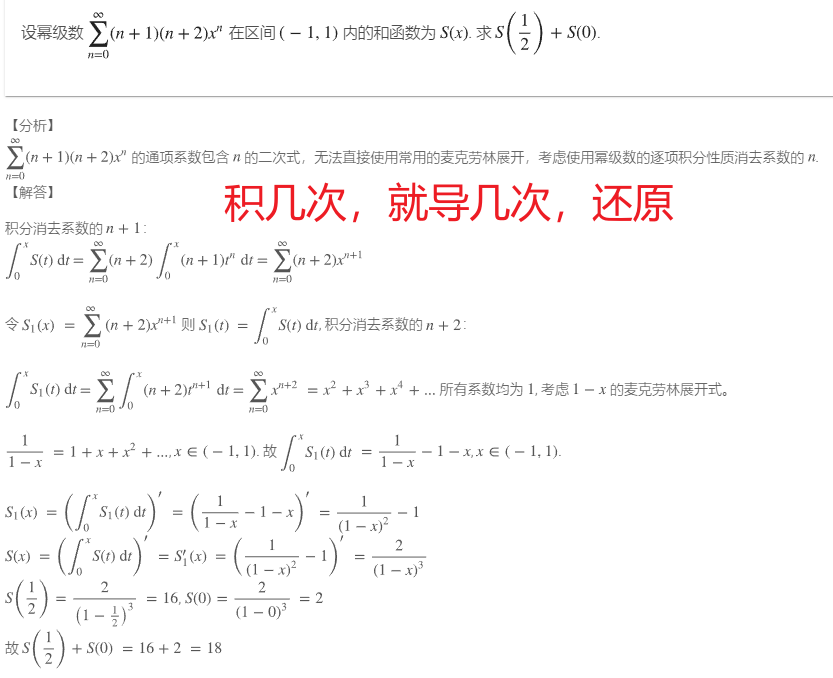 设幂级数 $\sum_{n=0}^{\infty}(n+1)(n+2)x^n$ 在区间 $(-1,1)$ 内的和函数为 $S(x)$. 求 $S\left(\frac{1}{2}\right)+S(0)$.
【分析】
$\sum_{n=0}^{\infty}(n+1)(n+2)x^n$ 的通项系数包含 $n$ 的二次式，无法直接使用常用的麦克劳林展开，考虑使用幂级数的逐项积分性质消去系数的 $n$.
【解答】
积几次，就导几次，还原
积分消去系数的 $n+1$:
$\int_0^x S(t)\,\mathrm{d}t=\sum_{n=0}^{\infty}(n+2)\int_0^x(n+1)t^n\,\mathrm{d}t=\sum_{n=0}^{\infty}(n+2)x^{n+1}$
令 $S_1(x)=\sum_{n=0}^{\infty}(n+2)x^{n+1}$ 则 $S_1(t)=\int_0^x S(t)\,\mathrm{d}t$, 积分消去系数的 $n+2$:
$\int_0^x S_1(t)\,\mathrm{d}t=\sum_{n=0}^{\infty}\int_0^x(n+2)t^{n+1}\,\mathrm{d}t=\sum_{n=0}^{\infty}x^{n+2}=x^2+x^3+x^4+...$ 所有系数均为 1, 考虑 $1-x$ 的麦克劳林展开式。
$\frac{1}{1-x}=1+x+x^2+...,x\in(-1,1)$. 故 $\int_0^x S_1(t)\,\mathrm{d}t=\frac{1}{1-x}-1-x,x\in(-1,1)$.
$S_1(x)=\left(\int_0^x S_1(t)\,\mathrm{d}t\right)'=\left(\frac{1}{1-x}-1-x\right)'=\frac{1}{(1-x)^2}-1$
$S(x)=\left(\int_0^x S(t)\,\mathrm{d}t\right)'=S_1'(x)=\left(\frac{1}{(1-x)^2}-1\right)'=\frac{2}{(1-x)^3}$
$S\left(\frac{1}{2}\right)=\frac{2}{\left(1-\frac{1}{2}\right)^3}=16,S(0)=\frac{2}{(1-0)^3}=2$
故 $S\left(\frac{1}{2}\right)+S(0)=16+2=18$